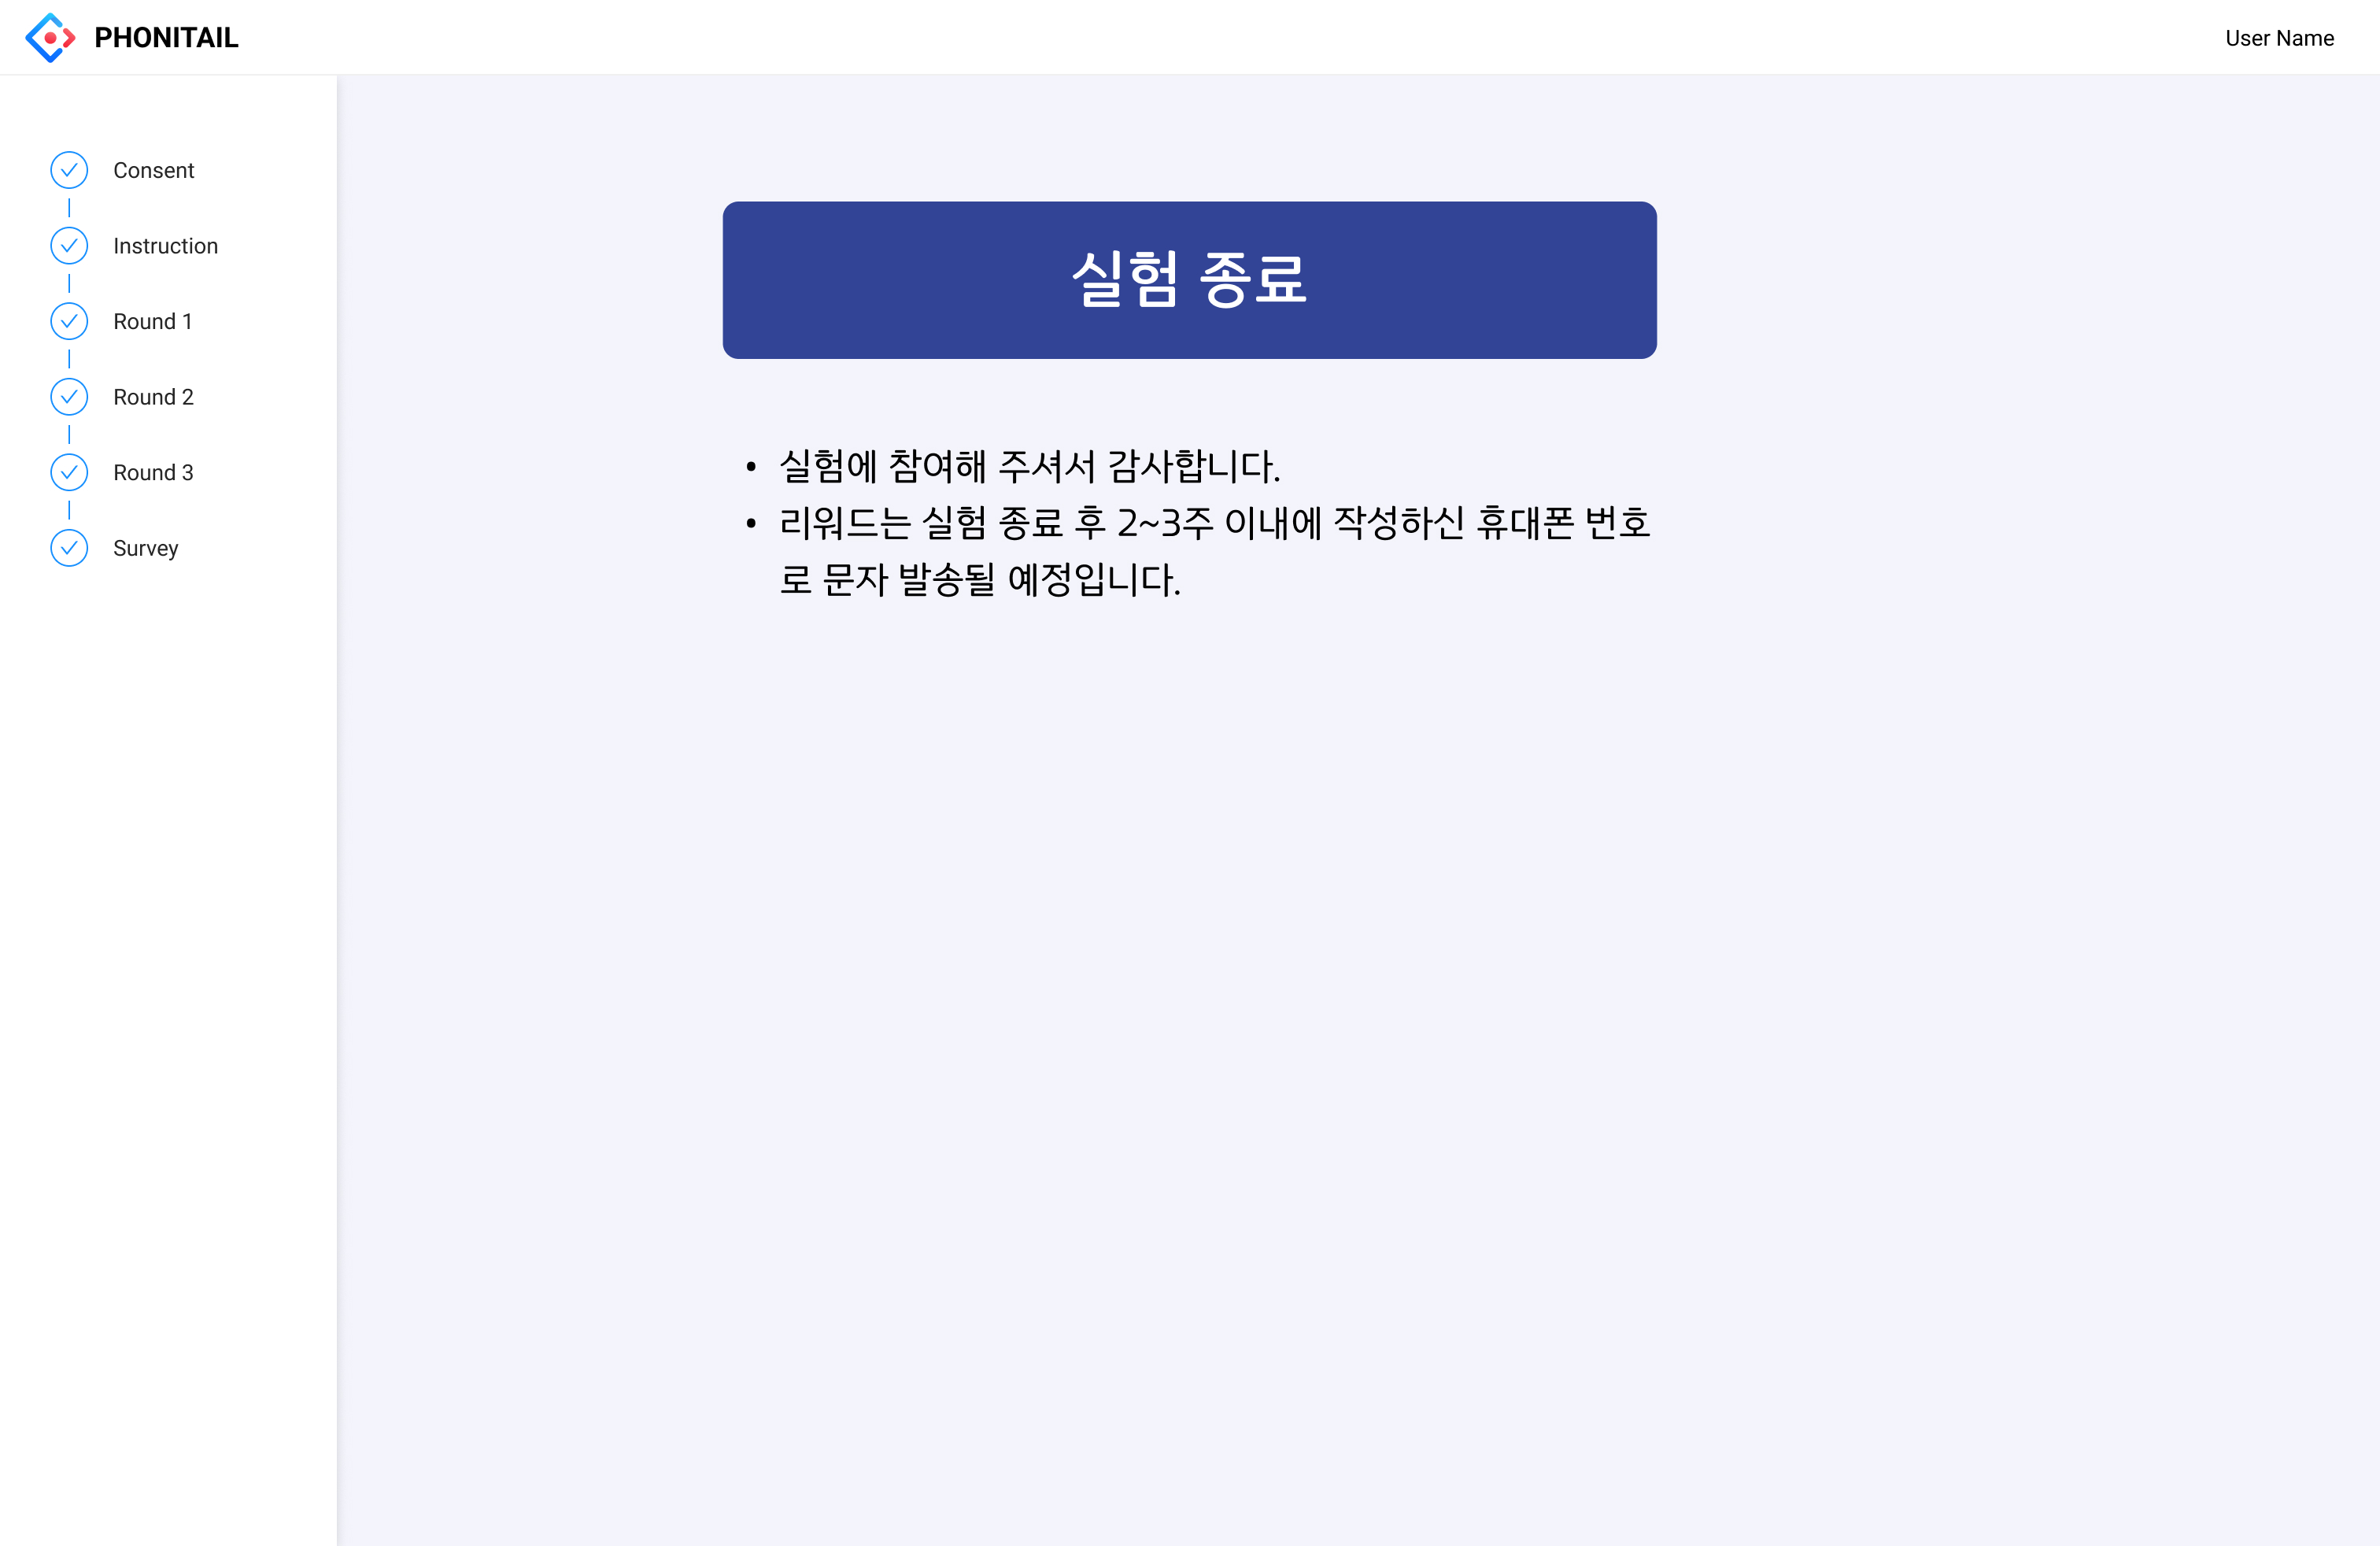 PHONITAIL
User Name
Consent
Instruction
Round 1
Round 2
Round 3
Survey
실험 종료
• 실험에 참여해 주셔서 감사합니다.
• 리워드는 실험 종료 후 2~3주 이내에 작성하신 휴대폰 번호
로 문자 발송될 예정입니다.